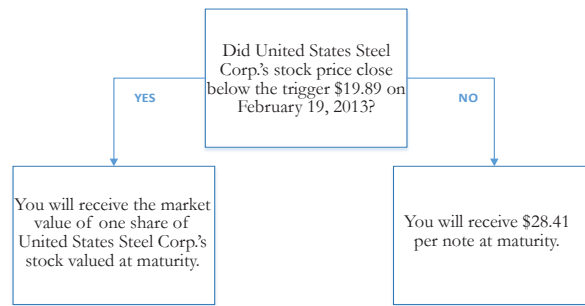 Did United States Steel
Corp.'s stock price close
below the trigger $19.89 on
February 19, 2013?
YES
NO
You will receive the market
value of one share of
United States Steel Corp.'s
stock valued at maturity.
You will receive $28.41
per note at maturity.